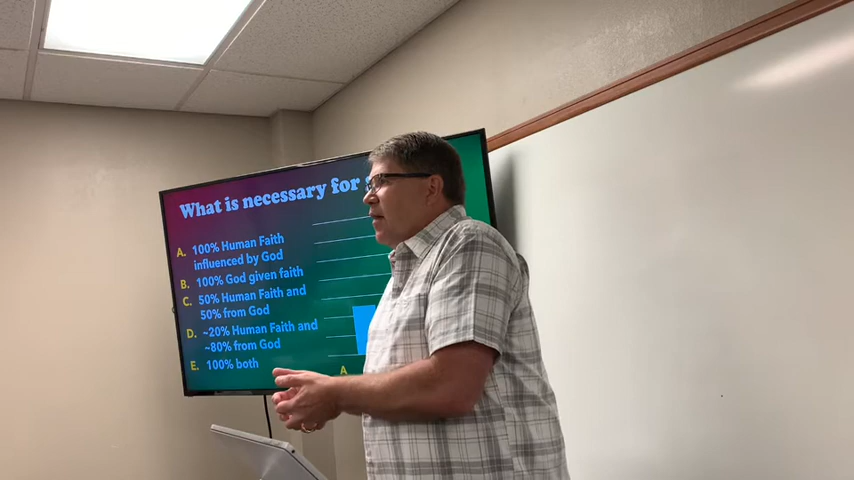 What is necessary for
A. 100% Human Faith
influenced by God
B. 100% God given faith
C. 50% Human Faith and
50% from God
D. ~20% Human Faith and
~80% from God
E. 100% both
A